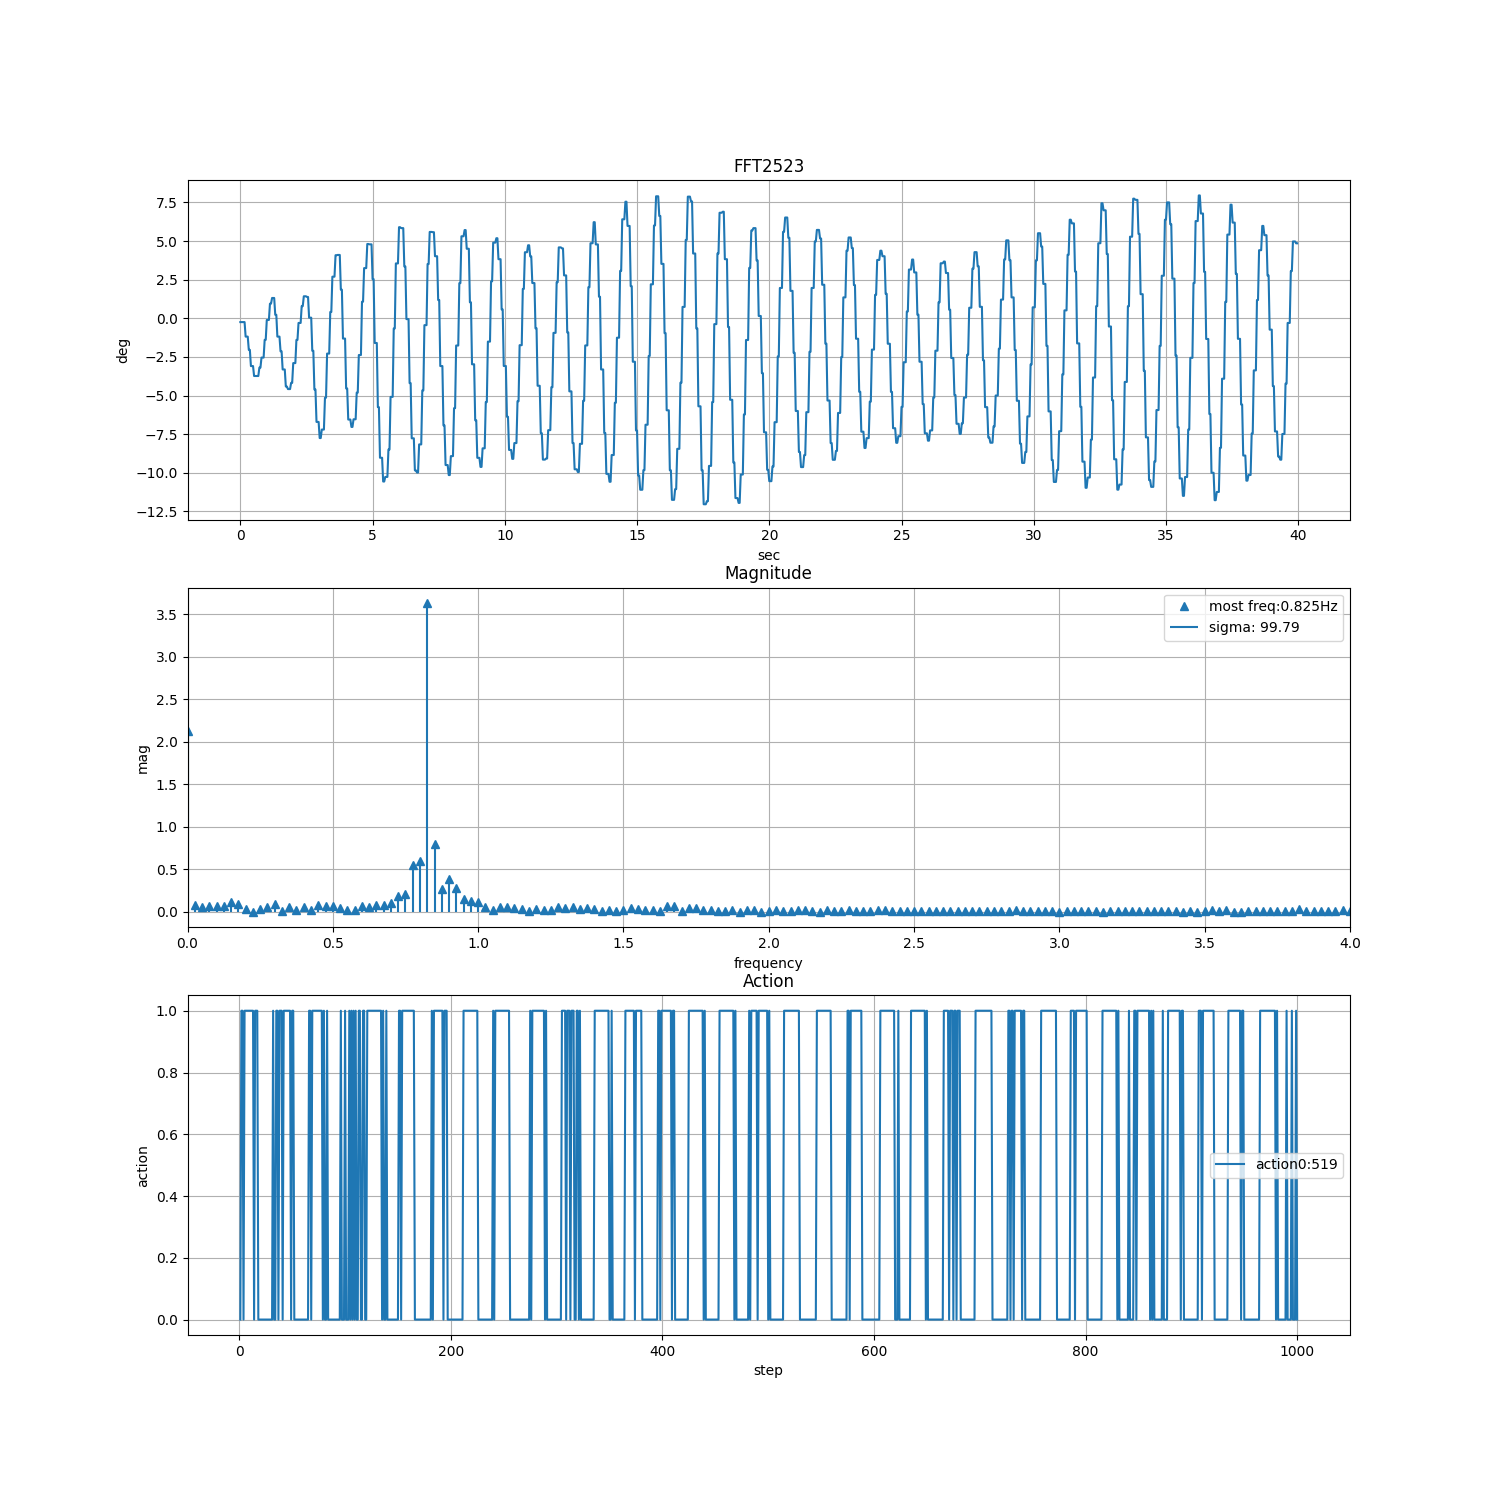 FFT2523
7.5
5.0
2.5
0.0
−2.5
−5.0
−7.5
−10.0
−12.5
deg
0 5 10 15 20 25 30 35 40
sec
Magnitude
3.5
3.0
2.5
2.0
1.5
1.0
0.5
0.0
mag
most freq:0.825Hz
sigma: 99.79
0.0 0.5 1.0 1.5 2.0 2.5 3.0 3.5 4.0
frequency
Action
1.0
0.8
0.6
0.4
0.2
0.0
action
action0:519
0 200 400 600 800 1000
step